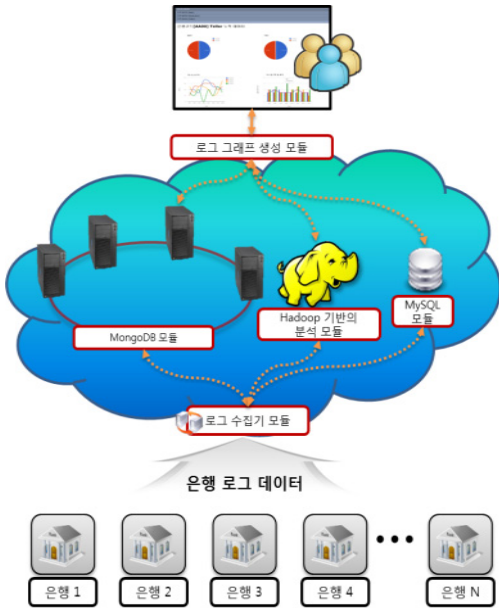 로그 그래프 생성 모듈
MongoDB 모듈
Hadoop 기반의
분석 모듈
MySQL
모듈
로그 수집기 모듈
은행 로그 데이터
은행 1
은행 2
은행 3
은행 4
은행 N